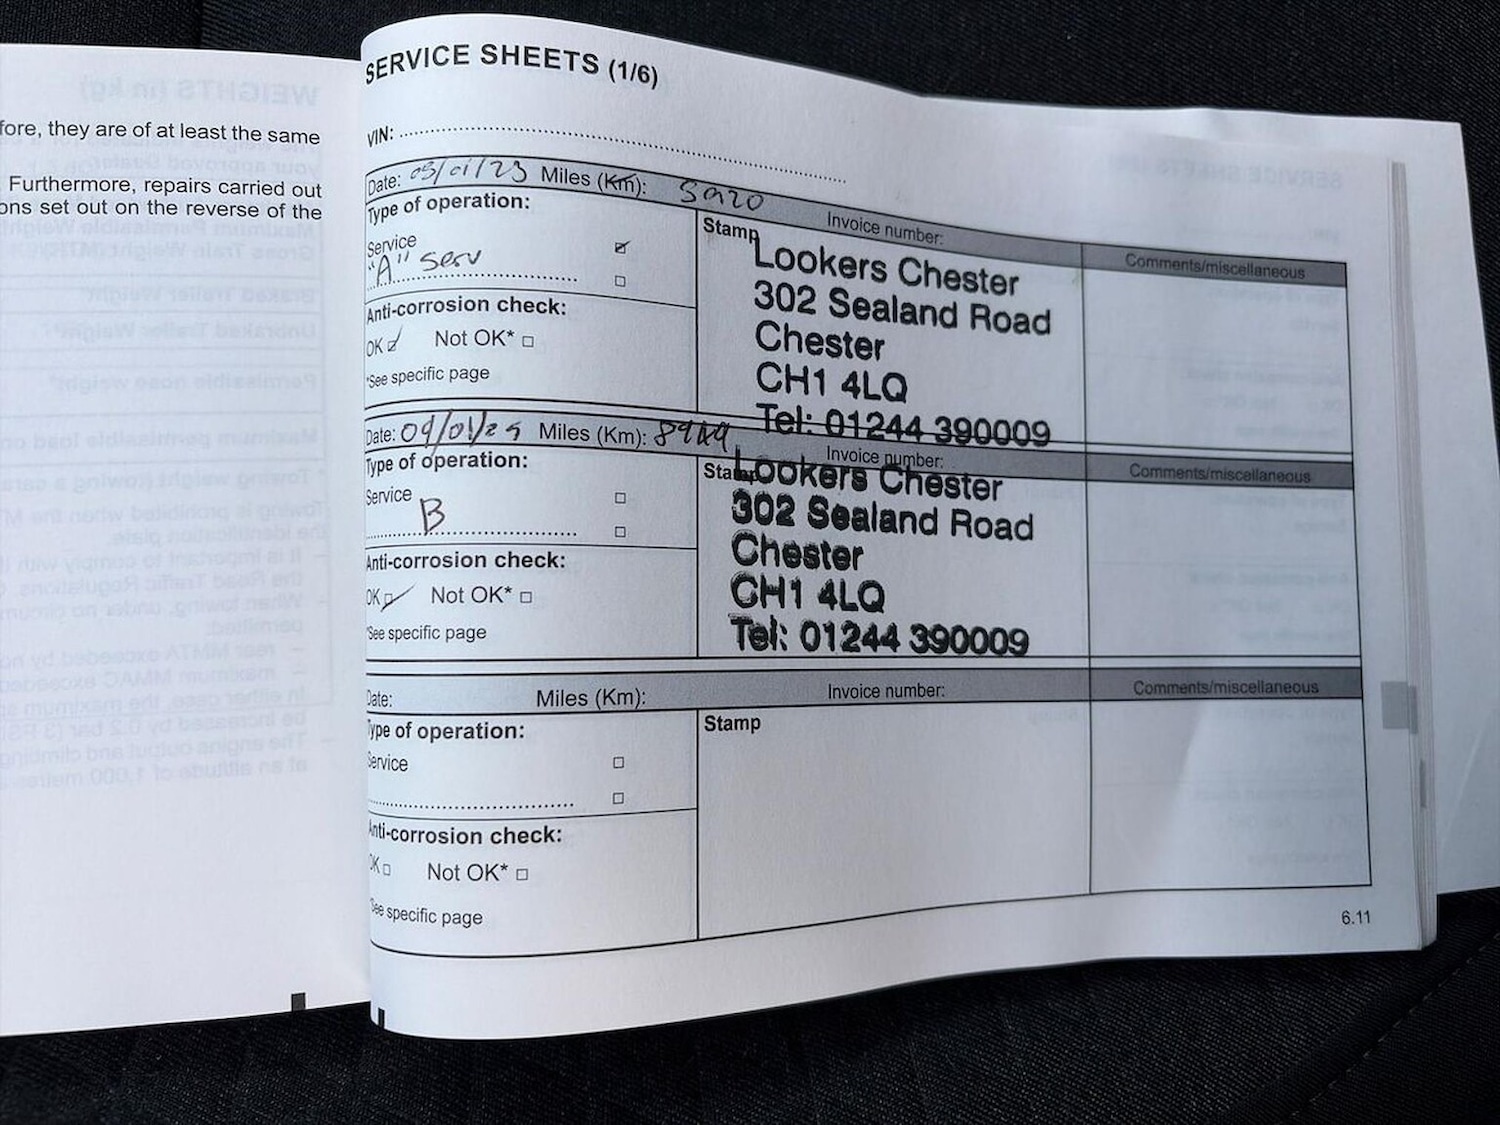 fore, they are of at least the same
. Furthermore, repairs carried out
ons set out on the reverse of the
SERVICE SHEETS (1/6)
VIN:
Date: 03/01/23 Miles (Km): 5920 Invoice number: Comments/miscellaneous
Type of operation:
Service
"A" Serv
Anti-corrosion check:
OK Not OK*
*See specific page
Stamp
Lookers Chester
302 Sealand Road
Chester
CH1 4LQ
Tel: 01244 390009
Date: Miles (Km): Invoice number: Comments/miscellaneous
Type of operation:
Service
B
Anti-corrosion check:
OK Not OK*
*See specific page
Stamp
Lookers Chester
302 Sealand Road
Chester
CH1 4LQ
Tel: 01244 390009
Date: Miles (Km): Invoice number: Comments/miscellaneous
Type of operation:
Service
Anti-corrosion check:
OK Not OK*
*See specific page
Stamp
6.11